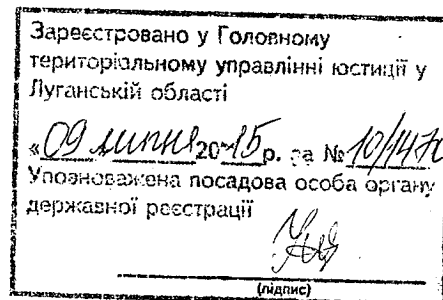 Зареєстровано у Головному
територіальному управлінні юстиції у
Луганській області
«09 липня 2015 р. за № 10/1470
Уповноважена посадова особа органу
державної реєстрації
(підпис)